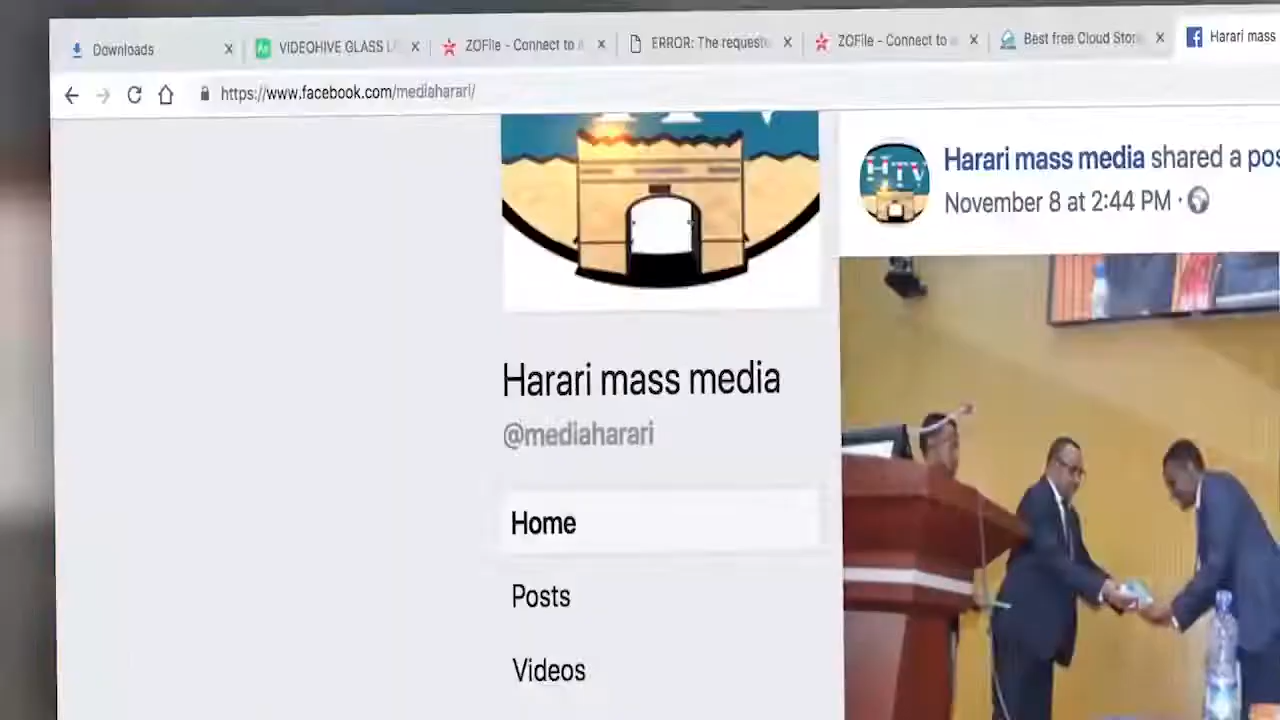 Downloads
VIDEOHIVE GLASS L
ZOFile - Connect to
ERROR: The requeste
ZOFile - Connect to
Best free Cloud Stor
Harari mass
https://www.facebook.com/mediaharari/
Harari mass media shared a pos
HTV
November 8 at 2:44 PM ·
Harari mass media
@mediaharari
Home
Posts
Videos